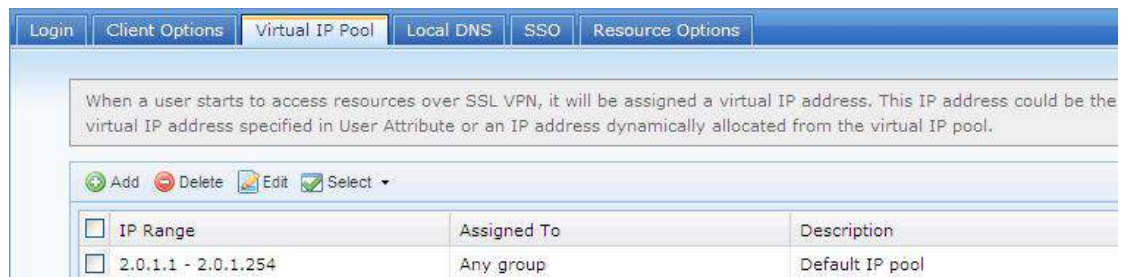 Login Client Options Virtual IP Pool Local DNS SSO Resource Options
When a user starts to access resources over SSL VPN, it will be assigned a virtual IP address. This IP address could be the
virtual IP address specified in User Attribute or an IP address dynamically allocated from the virtual IP pool.
Add Delete Edit Select
IP Range Assigned To Description
2.0.1.1 - 2.0.1.254 Any group Default IP pool